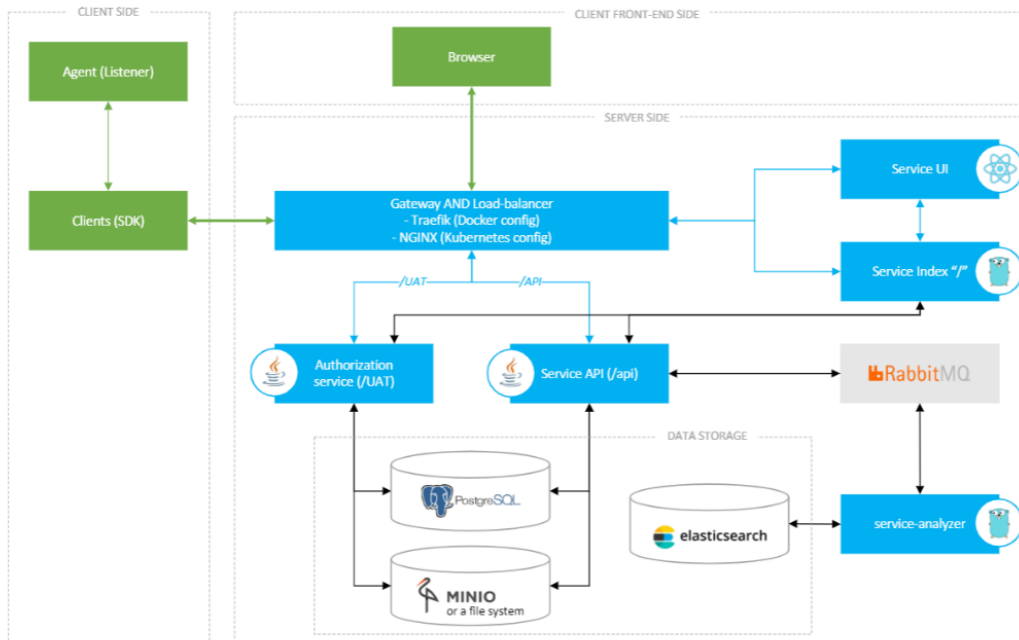 CLIENT SIDE
CLIENT FRONT-END SIDE
Agent (Listener)
Browser
SERVER SIDE
Service UI
Clients (SDK)
Gateway AND Load-balancer
- Traefik (Docker config)
- NGINX (Kubernetes config)
Service Index “/”
/UAT
/API
Authorization
service (/UAT)
Service API (/api)
RabbitMQ
DATA STORAGE
PostgreSQL
elasticsearch
service-analyzer
MINIO
or a file system